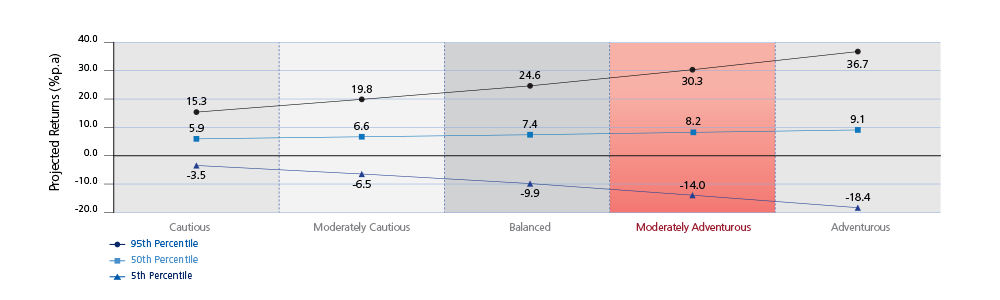 Projected Returns (%p.a)
40.0
30.0
20.0
10.0
0.0
-10.0
-20.0
15.3
19.8
24.6
30.3
36.7
5.9
6.6
7.4
8.2
9.1
-3.5
-6.5
-9.9
-14.0
-18.4
Cautious
Moderately Cautious
Balanced
Moderately Adventurous
Adventurous
95th Percentile
50th Percentile
5th Percentile